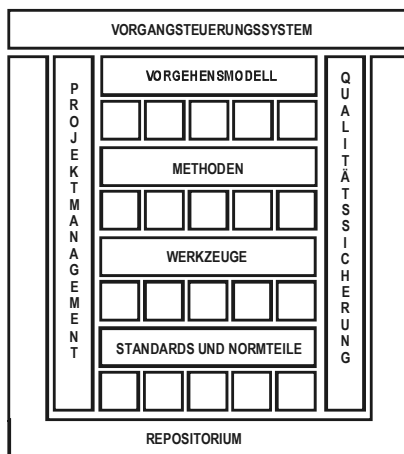 VORGANGSTEUERUNGSSYSTEM
PROJEKTMANAGEMENT
VORGEHENSMODELL
METHODEN
WERKZEUGE
STANDARDS UND NORMTEILE
QUALITÄTSSICHERUNG
REPOSITORIUM